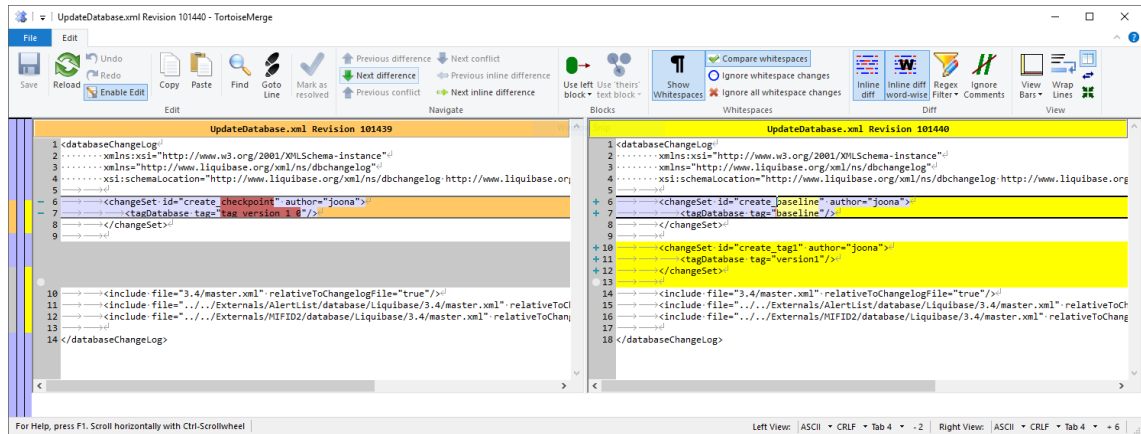 UpdateDatabase.xml Revision 101440 - TortoiseMerge
File Edit
Save
Reload
Undo
Redo
Enable Edit
Copy
Paste
Find
Goto Line
Mark as resolved
Edit
Previous difference
Next difference
Previous conflict
Next conflict
Previous inline difference
Next inline difference
Navigate
Use left block
Use 'theirs' text block
Blocks
Show Whitespaces
Compare whitespaces
Ignore whitespace changes
Ignore all whitespace changes
Whitespaces
Inline diff
Inline diff word-wise
Regex Filter
Ignore Comments
Diff
View Bars
Wrap Lines
View
UpdateDatabase.xml Revision 101439
1 <databaseChangeLog
2 xmlns:xsi="http://www.w3.org/2001/XMLSchema-instance"
3 xmlns="http://www.liquibase.org/xml/ns/dbchangelog"
4 xsi:schemaLocation="http://www.liquibase.org/xml/ns/dbchangelog http://www.liquibase.org
5
6 <changeSet id="create_checkpoint" author="joona">
7 <tagDatabase tag="tag_version_1_0"/>
8 </changeSet>
9
10 <include file="3.4/master.xml" relativeToChangelogFile="true"/>
11 <include file="../../Externals/AlertList/database/Liquibase/3.4/master.xml" relativeToCh
12 <include file="../../Externals/MIFID2/database/Liquibase/3.4/master.xml" relativeToChang
13
14 </databaseChangeLog>
UpdateDatabase.xml Revision 101440
1 <databaseChangeLog
2 xmlns:xsi="http://www.w3.org/2001/XMLSchema-instance"
3 xmlns="http://www.liquibase.org/xml/ns/dbchangelog"
4 xsi:schemaLocation="http://www.liquibase.org/xml/ns/dbchangelog http://www.liquibase.org
5
6 <changeSet id="create_baseline" author="joona">
7 <tagDatabase tag="baseline"/>
8 </changeSet>
9
10 <changeSet id="create_tag1" author="joona">
11 <tagDatabase tag="version1"/>
12 </changeSet>
13
14 <include file="3.4/master.xml" relativeToChangelogFile="true"/>
15 <include file="../../Externals/AlertList/database/Liquibase/3.4/master.xml" relativeToCh
16 <include file="../../Externals/MIFID2/database/Liquibase/3.4/master.xml" relativeToChang
17
18 </databaseChangeLog>
For Help, press F1. Scroll horizontally with Ctrl-Scrollwheel
Left View: ASCII CRLF Tab 4 - 2 Right View: ASCII CRLF Tab 4 + 6